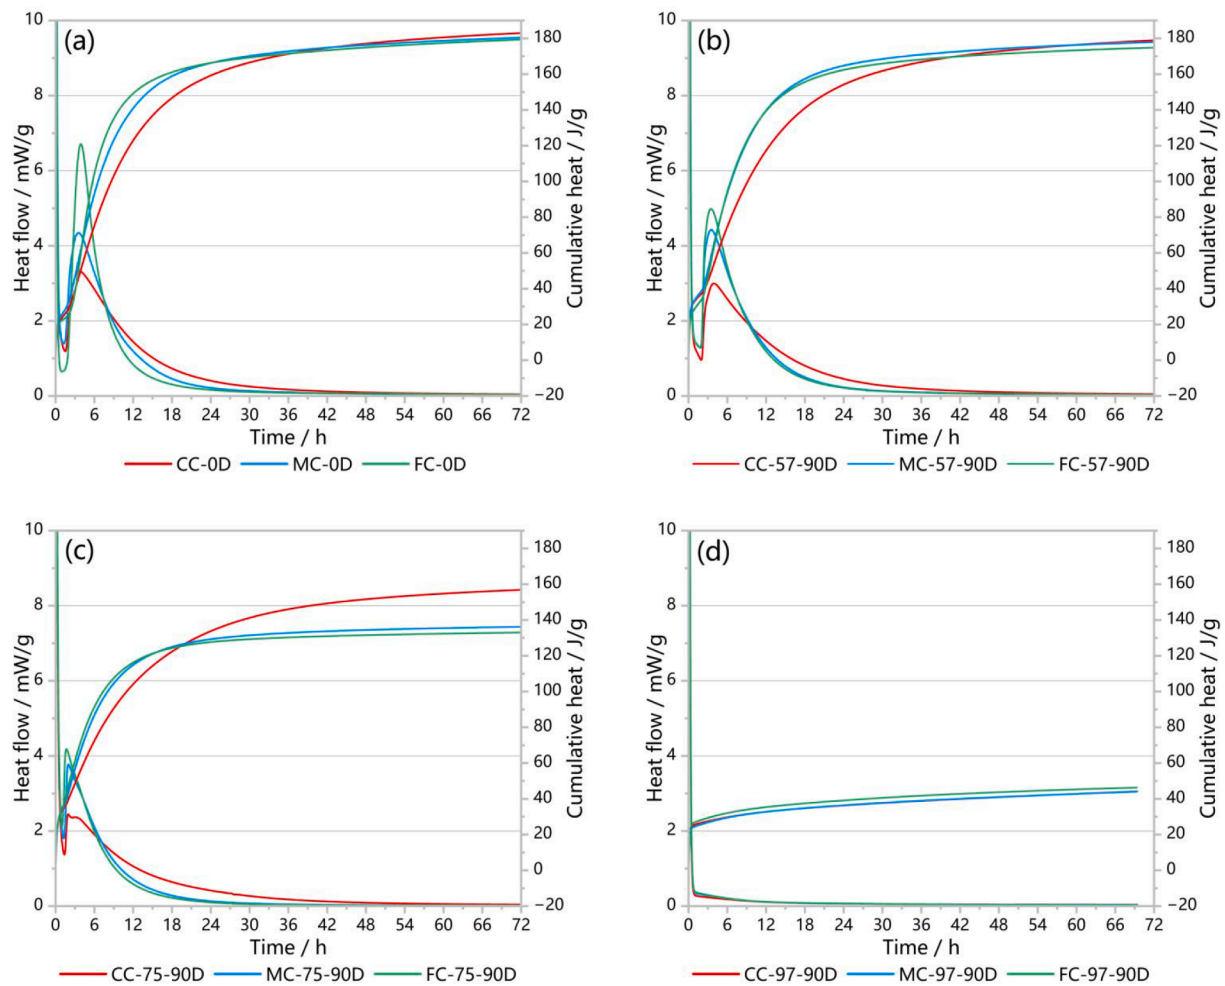 (a)
10
8
6
4
2
0
180
160
140
120
100
80
60
40
20
0
−20
0 6 12 18 24 30 36 42 48 54 60 66 72
Heat flow / mW/g
Cumulative heat / J/g
Time / h
CC-0D MC-0D FC-0D
(b)
10
8
6
4
2
0
180
160
140
120
100
80
60
40
20
0
−20
0 6 12 18 24 30 36 42 48 54 60 66 72
Heat flow / mW/g
Cumulative heat / J/g
Time / h
CC-57-90D MC-57-90D FC-57-90D
(c)
10
8
6
4
2
0
180
160
140
120
100
80
60
40
20
0
−20
0 6 12 18 24 30 36 42 48 54 60 66 72
Heat flow / mW/g
Cumulative heat / J/g
Time / h
CC-75-90D MC-75-90D FC-75-90D
(d)
10
8
6
4
2
0
180
160
140
120
100
80
60
40
20
0
−20
0 6 12 18 24 30 36 42 48 54 60 66 72
Heat flow / mW/g
Cumulative heat / J/g
Time / h
CC-97-90D MC-97-90D FC-97-90D